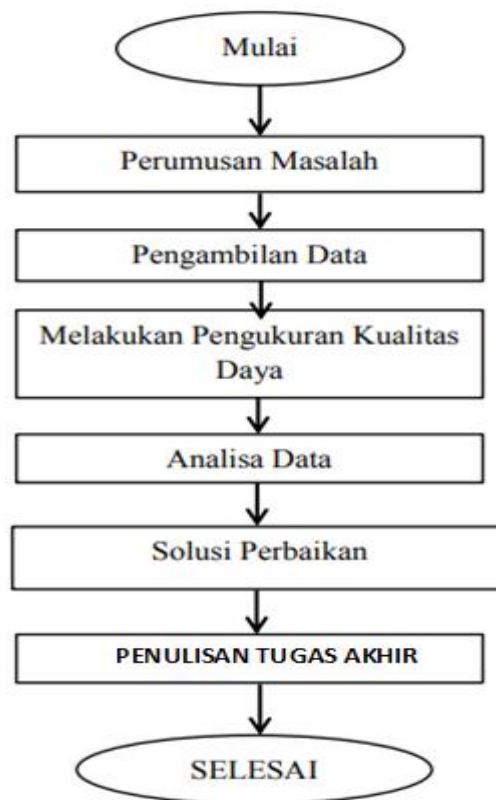 Mulai
Perumusan Masalah
Pengambilan Data
Melakukan Pengukuran Kualitas
Daya
Analisa Data
Solusi Perbaikan
PENULISAN TUGAS AKHIR
SELESAI